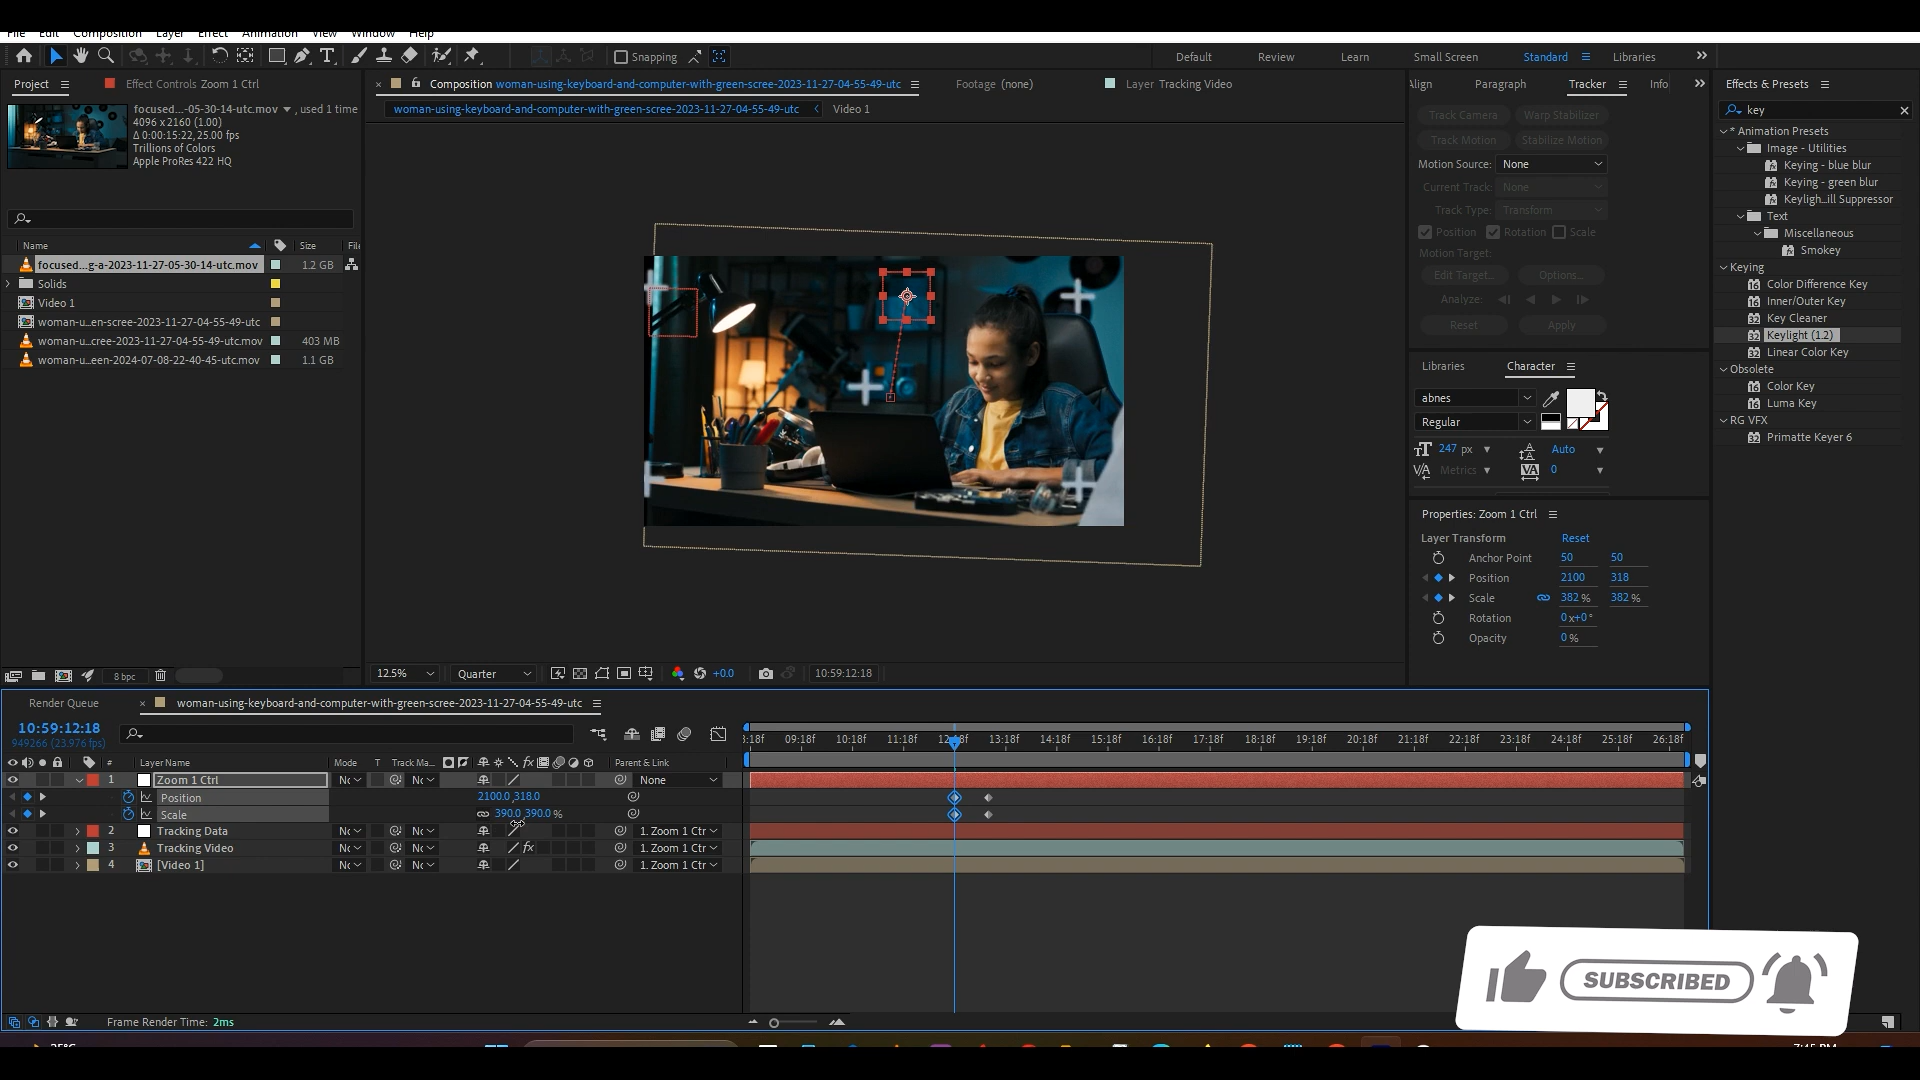 File Edit Composition Layer Effect Animation View Window Help
Snapping
Default Review Learn Small Screen Standard Libraries
Project Effect Controls Zoom 1 Ctrl
focused...-05-30-14-utc.mov , used 1 time
4096 x 2160 (1.00)
Δ 0:00:15:22, 25.00 fps
Trillions of Colors
Apple ProRes 422 HQ
Name Size File
focused....g-a-2023-11-27-05-30-14-utc.mov 1.2 GB
Solids
Video 1
woman-u...en-scree-2023-11-27-04-55-49-utc
woman-u...cree-2023-11-27-04-55-49-utc.mov 403 MB
woman-u...een-2024-07-08-22-40-45-utc.mov 1.1 GB
8 bpc
Composition woman-using-keyboard-and-computer-with-green-scree-2023-11-27-04-55-49-utc
Footage (none)
Layer Tracking Video
woman-using-keyboard-and-computer-with-green-scree-2023-11-27-04-55-49-utc Video 1
12.5% Quarter +0.0 10:59:12:18
Align Paragraph Tracker Info
Track Camera Warp Stabilizer
Track Motion Stabilize Motion
Motion Source: None
Current Track: None
Track Type: Transform
Position Rotation Scale
Motion Target:
Edit Target... Options...
Analyze:
Reset Apply
Libraries Character
abnes
Regular
247 px Auto
Metrics 0
Properties: Zoom 1 Ctrl
Layer Transform Reset
Anchor Point 50 50
Position 2100 318
Scale 382 % 382 %
Rotation 0x+0°
Opacity 0 %
Effects & Presets
key
* Animation Presets
Image - Utilities
Keying - blue blur
Keying - green blur
Keyligh...ill Suppressor
Text
Miscellaneous
Smokey
Keying
Color Difference Key
Inner/Outer Key
Key Cleaner
Keylight (1.2)
Linear Color Key
Obsolete
Color Key
Luma Key
RG VFX
Primatte Keyer 6
Render Queue woman-using-keyboard-and-computer-with-green-scree-2023-11-27-04-55-49-utc
10:59:12:18
949266 (23.976 fps)
:18f 09:18f 10:18f 11:18f 12:18f 13:18f 14:18f 15:18f 16:18f 17:18f 18:18f 19:18f 20:18f 21:18f 22:18f 23:18f 24:18f 25:18f 26:18f
# Layer Name Mode T Track Ma... fx Parent & Link
1 Zoom 1 Ctrl Nc Nc None
Position 2100.0,318.0
Scale 390.0,390.0 %
2 Tracking Data Nc Nc 1. Zoom 1 Ctr
3 Tracking Video Nc Nc fx 1. Zoom 1 Ctr
4 [Video 1] Nc Nc 1. Zoom 1 Ctr
SUBSCRIBED
Frame Render Time: 2ms